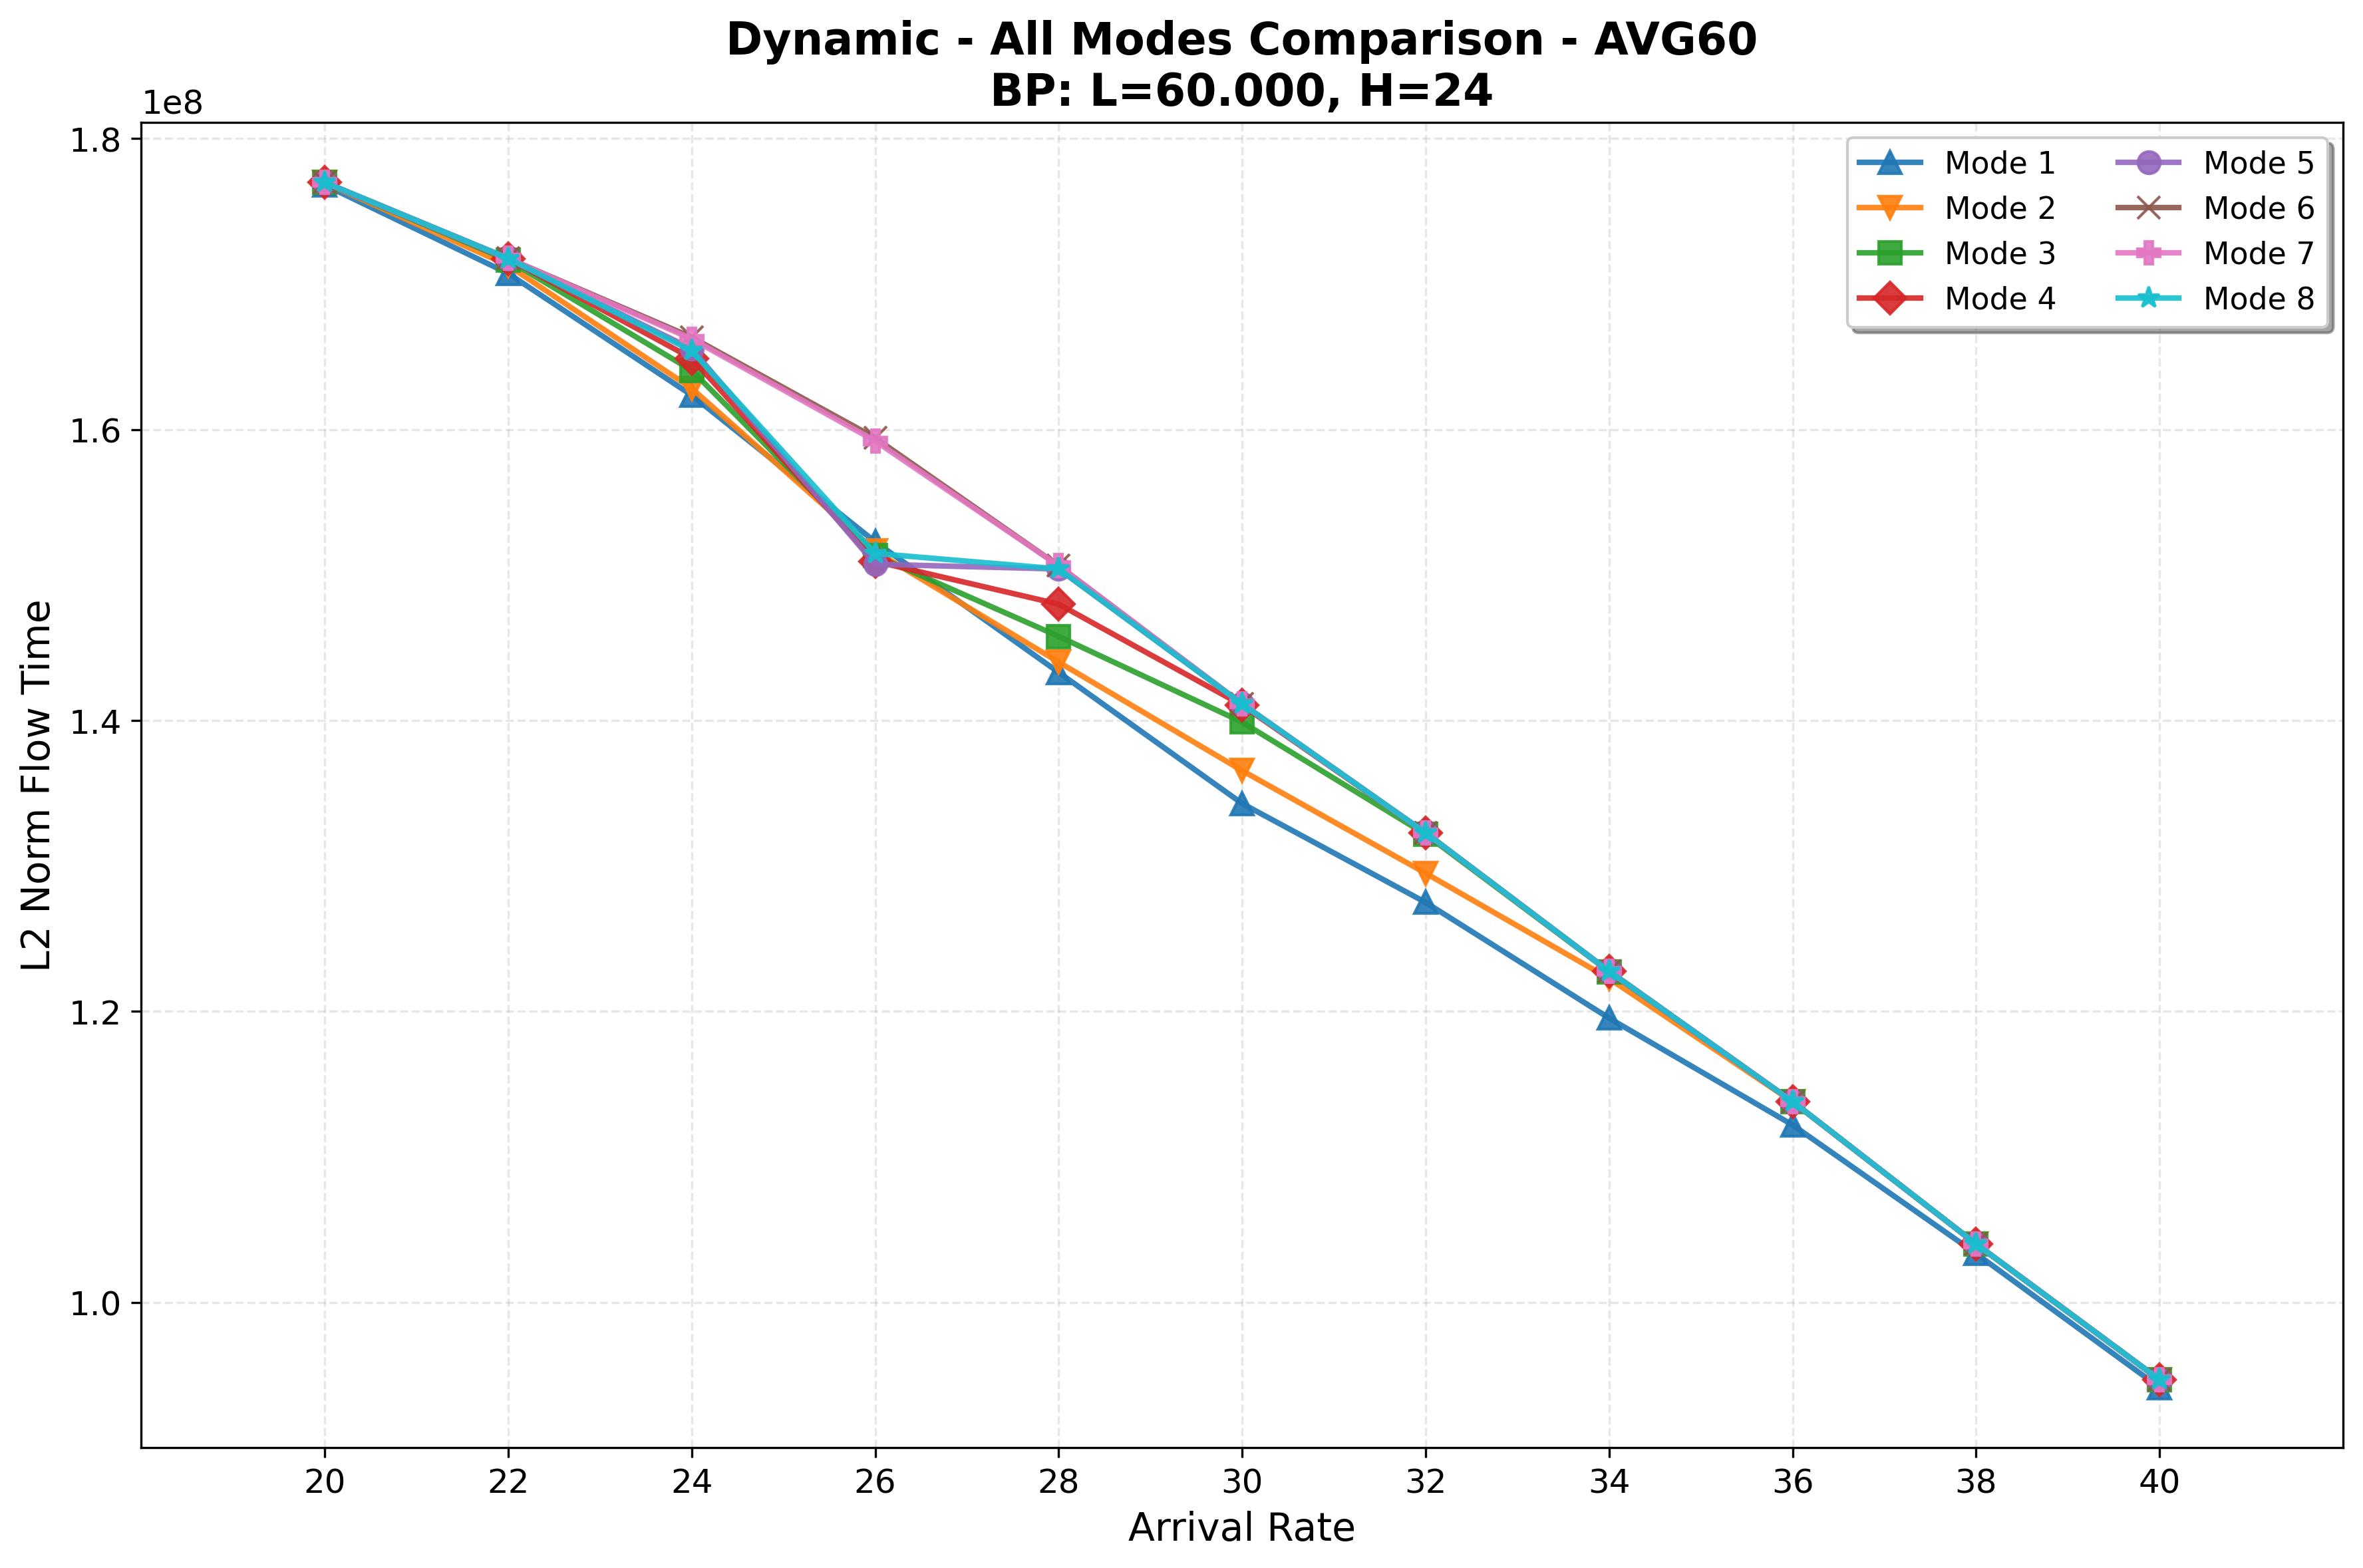 Dynamic - All Modes Comparison - AVG60
BP: L=60.000, H=24
1e8
1.8
1.6
1.4
1.2
1.0
L2 Norm Flow Time
Mode 1
Mode 2
Mode 3
Mode 4
Mode 5
Mode 6
Mode 7
Mode 8
20 22 24 26 28 30 32 34 36 38 40
Arrival Rate